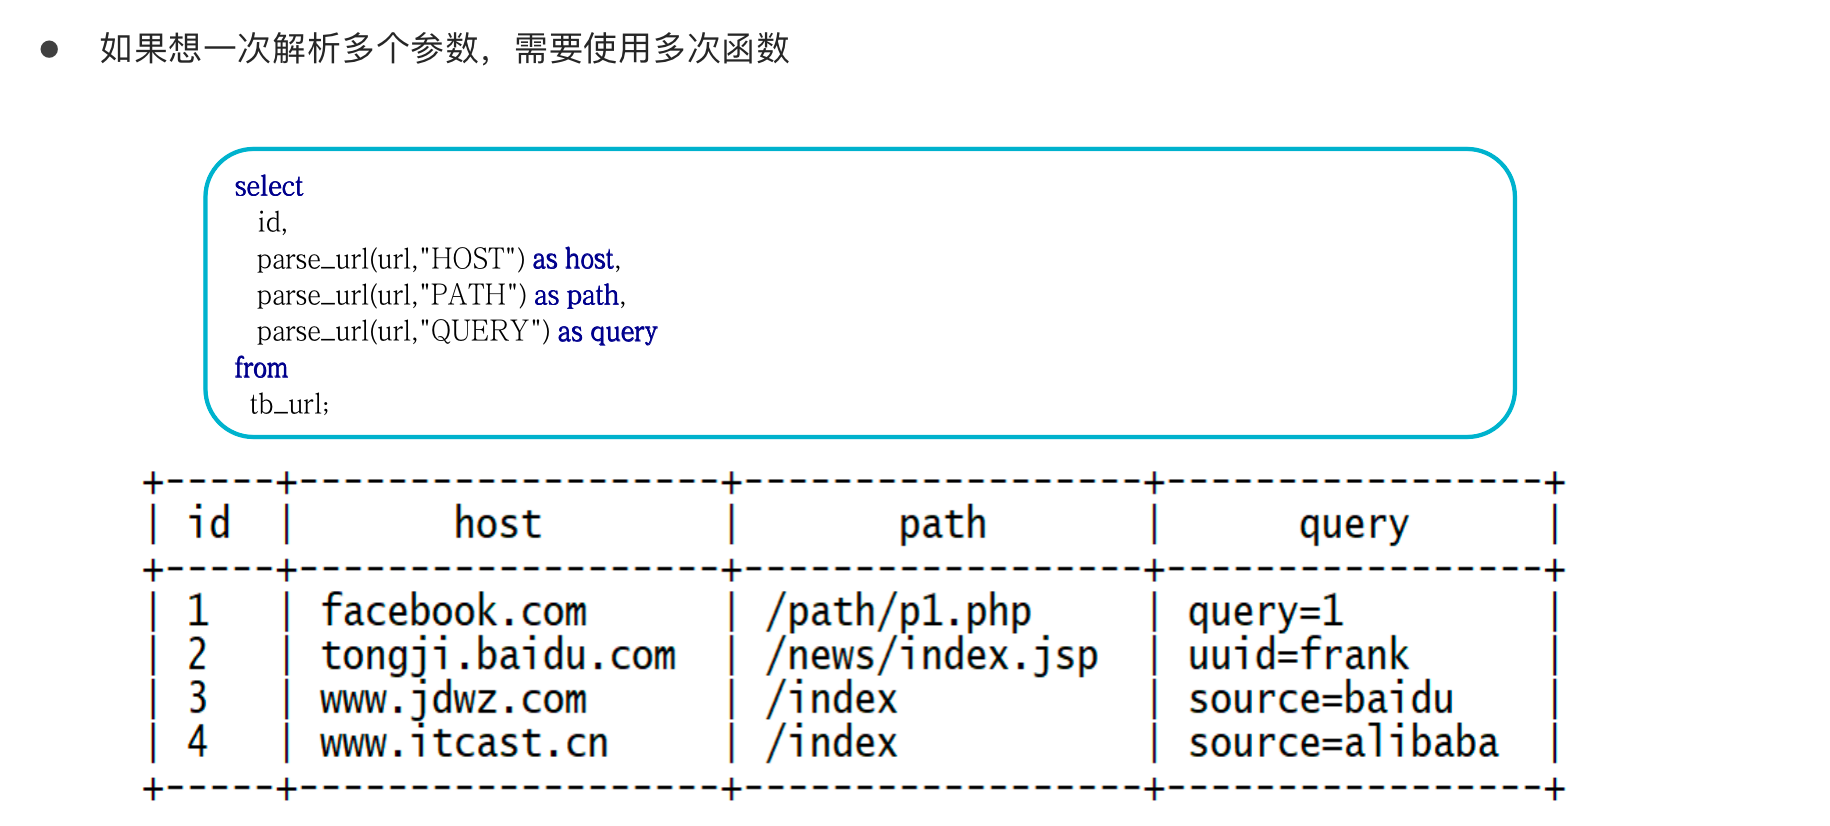 ● 如果想一次解析多个参数，需要使用多次函数
select
id,
parse_url(url,"HOST") as host,
parse_url(url,"PATH") as path,
parse_url(url,"QUERY") as query
from
tb_url;
+-----+-------------------+------------------+-----------------+
| id | host | path | query |
+-----+-------------------+------------------+-----------------+
| 1 | facebook.com | /path/p1.php | query=1 |
| 2 | tongji.baidu.com | /news/index.jsp | uuid=frank |
| 3 | www.jdwz.com | /index | source=baidu |
| 4 | www.itcast.cn | /index | source=alibaba |
+-----+-------------------+------------------+-----------------+